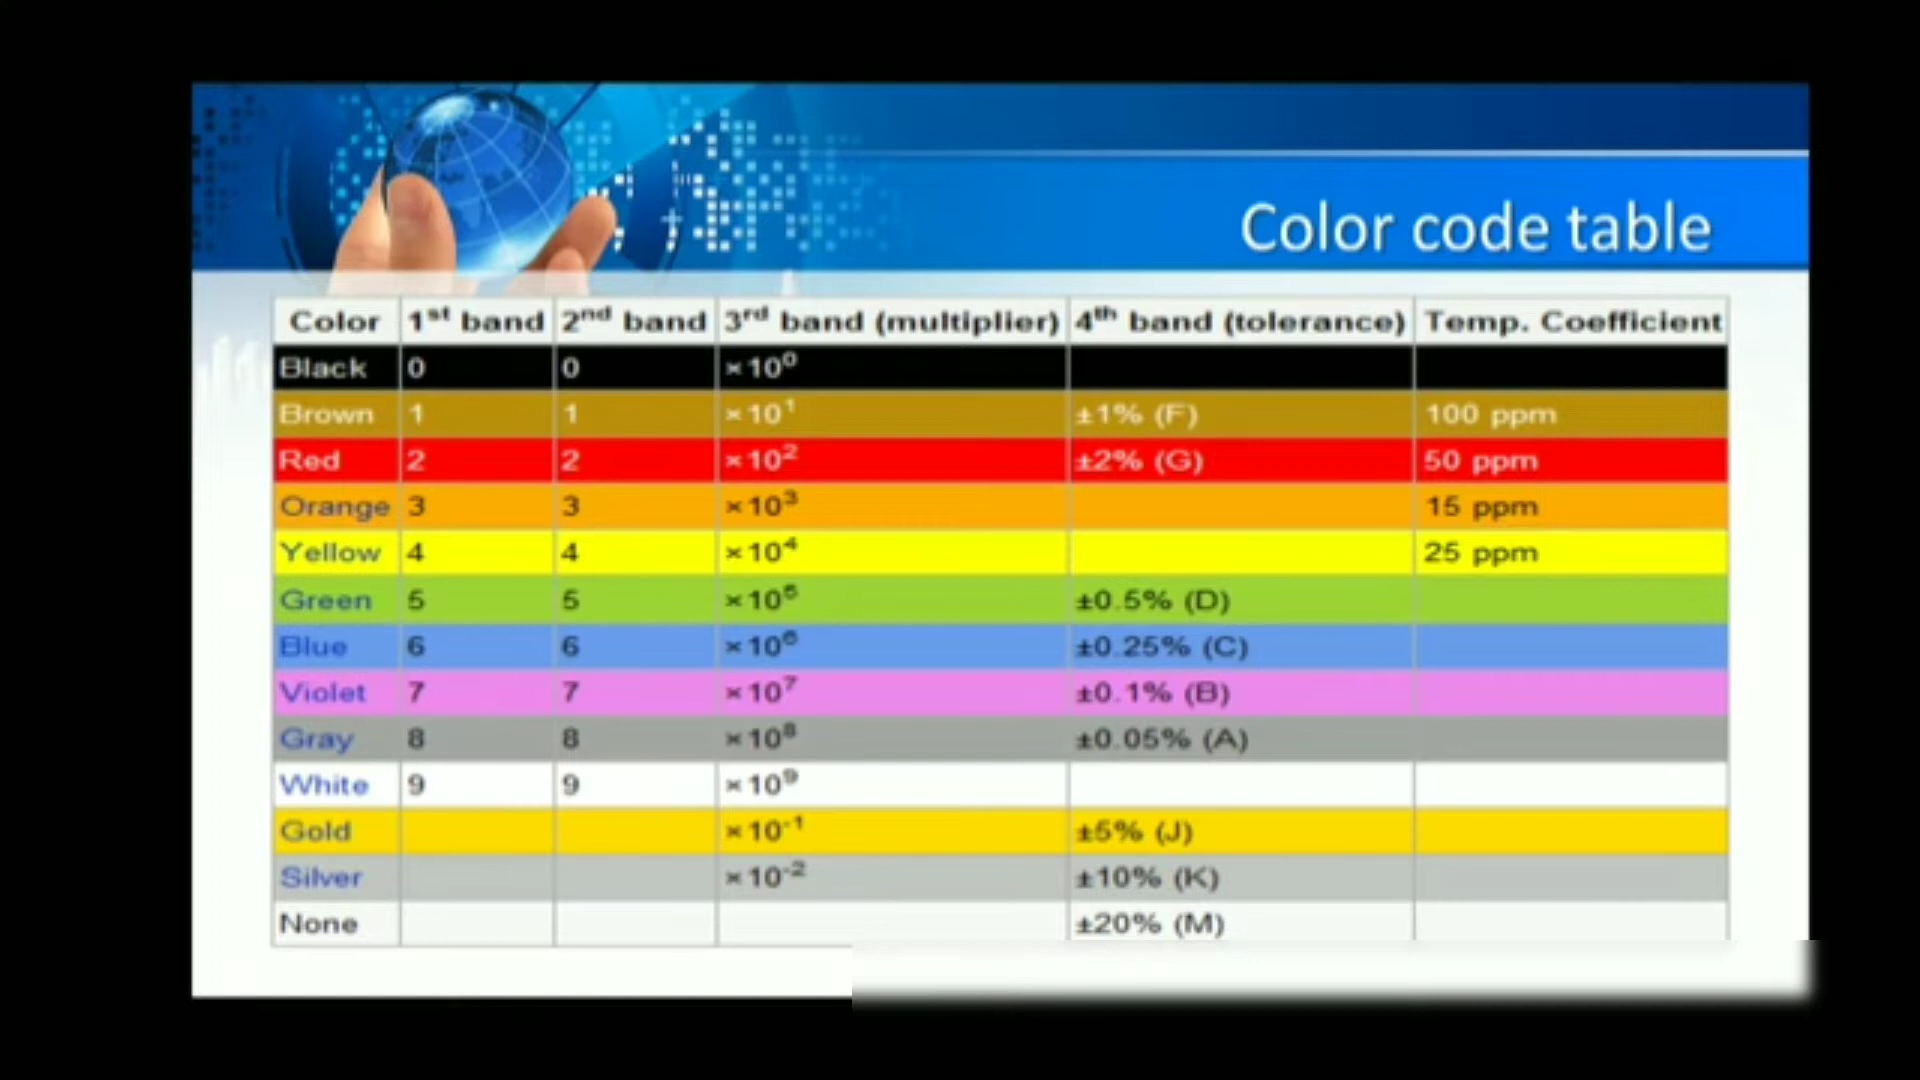 Color code table
Color 1st band 2nd band 3rd band (multiplier) 4th band (tolerance) Temp. Coefficient
Black 0 0 ×10⁰
Brown 1 1 ×10¹ ±1% (F) 100 ppm
Red 2 2 ×10² ±2% (G) 50 ppm
Orange 3 3 ×10³ 15 ppm
Yellow 4 4 ×10⁴ 25 ppm
Green 5 5 ×10⁵ ±0.5% (D)
Blue 6 6 ×10⁶ ±0.25% (C)
Violet 7 7 ×10⁷ ±0.1% (B)
Gray 8 8 ×10⁸ ±0.05% (A)
White 9 9 ×10⁹
Gold ×10⁻¹ ±5% (J)
Silver ×10⁻² ±10% (K)
None ±20% (M)